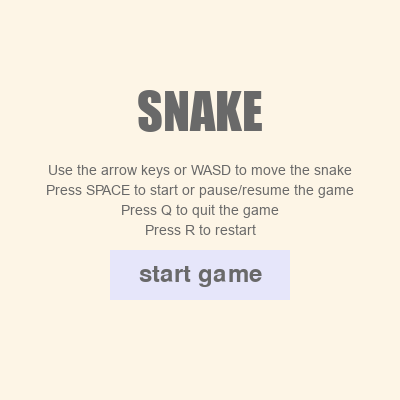 SNAKE
Use the arrow keys or WASD to move the snake
Press SPACE to start or pause/resume the game
Press Q to quit the game
Press R to restart
start game